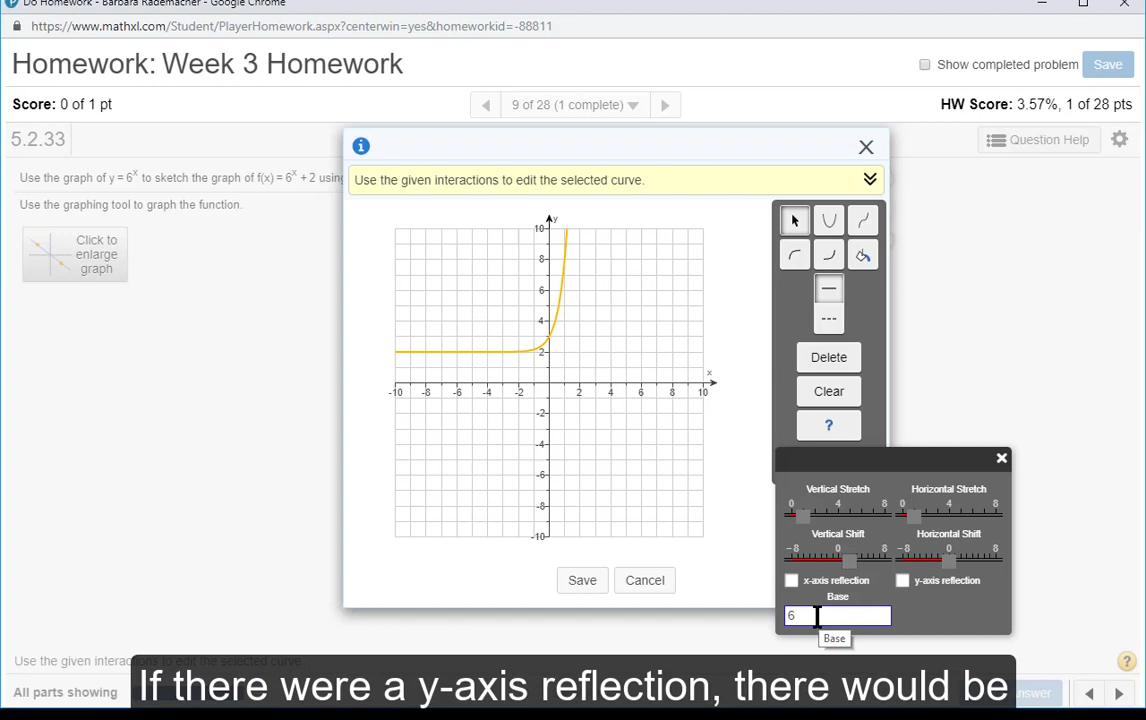 Do Homework - Barbara Rademacher - Google Chrome
https://www.mathxl.com/Student/PlayerHomework.aspx?centerwin=yes&homeworkid=-88811
Homework: Week 3 Homework
Show completed problem
Save
Score: 0 of 1 pt
9 of 28 (1 complete)
HW Score: 3.57%, 1 of 28 pts
5.2.33
Question Help
Use the graph of y = 6^x to sketch the graph of f(x) = 6^x + 2 using
Use the graphing tool to graph the function.
Click to
enlarge
graph
Use the given interactions to edit the selected curve.
y
10
8
6
4
2
x
-10 -8 -6 -4 -2 2 4 6 8 10
-2
-4
-6
-8
-10
Delete
Clear
?
Vertical Stretch Horizontal Stretch
0 4 8 0 4 8
Vertical Shift Horizontal Shift
-8 0 8 -8 0 8
x-axis reflection y-axis reflection
Base
6
Base
Save Cancel
Use the given interactions to edit the selected curve.
?
All parts showing
Answer
If there were a y-axis reflection, there would be